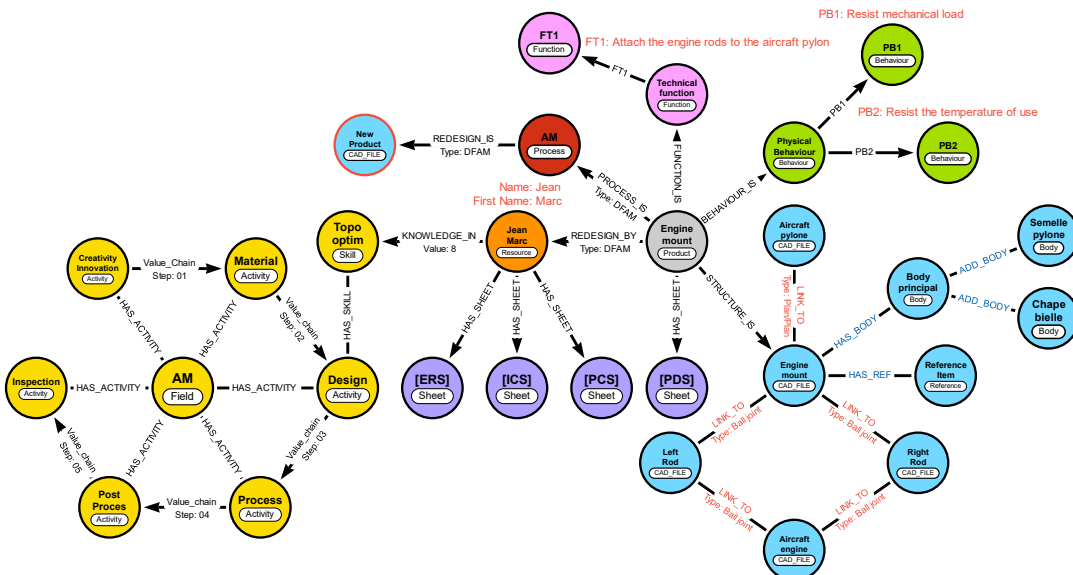 PB1: Resist mechanical load
FT1
Function
FT1: Attach the engine rods to the aircraft pylon
PB1
Behaviour
FT1
Technical
function
Function
PB1
PB2: Resist the temperature of use
New
Product
CAD_FILE
REDESIGN_IS
Type: DFAM
AM
Process
FUNCTION_IS
Physical
Behaviour
Behaviour
PB2
PB2
Behaviour
PROCESS_IS
Type: DFAM
BEHAVIOUR_IS
Name: Jean
First Name: Marc
Topo
optim
Skill
KNOWLEDGE_IN
Value: 8
Jean
Marc
Resource
REDESIGN_BY
Type: DFAM
Engine
mount
Product
Aircraft
pylone
CAD_FILE
Semelle
pylone
Body
ADD_BODY
Creativity
Innovation
Activity
Value_Chain
Step: 01
Material
Activity
Body
principal
Body
ADD_BODY
Chape
bielle
Body
HAS_ACTIVITY
HAS_ACTIVITY
Value_chain
Step: 02
HAS_SKILL
HAS_SHEET
HAS_SHEET
HAS_SHEET
HAS_SHEET
STRUCTURE_IS
LINK_TO
Type: Plan/Plan
HAS_BODY
Inspection
Activity
HAS_ACTIVITY
AM
Field
HAS_ACTIVITY
Design
Activity
[ERS]
Sheet
[ICS]
Sheet
[PCS]
Sheet
[PDS]
Sheet
Engine
mount
CAD_FILE
HAS_REF
Reference
Item
Reference
Value_chain
Step: 05
HAS_ACTIVITY
HAS_ACTIVITY
Value_chain
Step: 03
LINK_TO
Type: Ball joint
LINK_TO
Type: Ball joint
Left
Rod
CAD_FILE
Right
Rod
CAD_FILE
Post
Proces
Activity
Value_chain
Step: 04
Process
Activity
LINK_TO
Type: Ball joint
LINK_TO
Type: Ball joint
Aircraft
engine
CAD_FILE